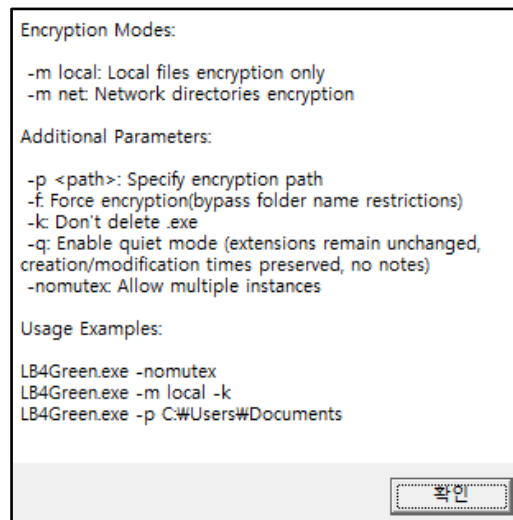 Encryption Modes:
-m local: Local files encryption only
-m net: Network directories encryption
Additional Parameters:
-p <path>: Specify encryption path
-f: Force encryption(bypass folder name restrictions)
-k: Don't delete .exe
-q: Enable quiet mode (extensions remain unchanged,
creation/modification times preserved, no notes)
-nomutex: Allow multiple instances
Usage Examples:
LB4Green.exe -nomutex
LB4Green.exe -m local -k
LB4Green.exe -p C:₩Users₩Documents
확인